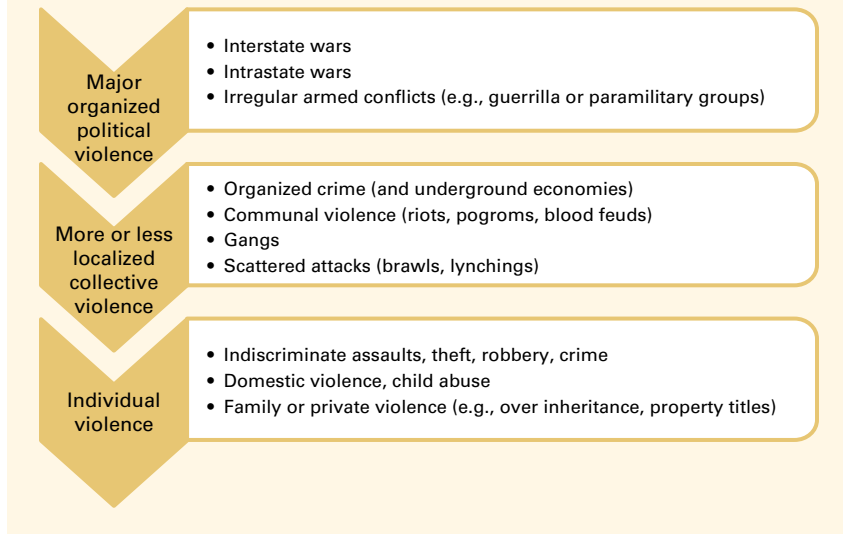 Major
organized
political
violence
• Interstate wars
• Intrastate wars
• Irregular armed conflicts (e.g., guerrilla or paramilitary groups)
More or less
localized
collective
violence
• Organized crime (and underground economies)
• Communal violence (riots, pogroms, blood feuds)
• Gangs
• Scattered attacks (brawls, lynchings)
Individual
violence
• Indiscriminate assaults, theft, robbery, crime
• Domestic violence, child abuse
• Family or private violence (e.g., over inheritance, property titles)